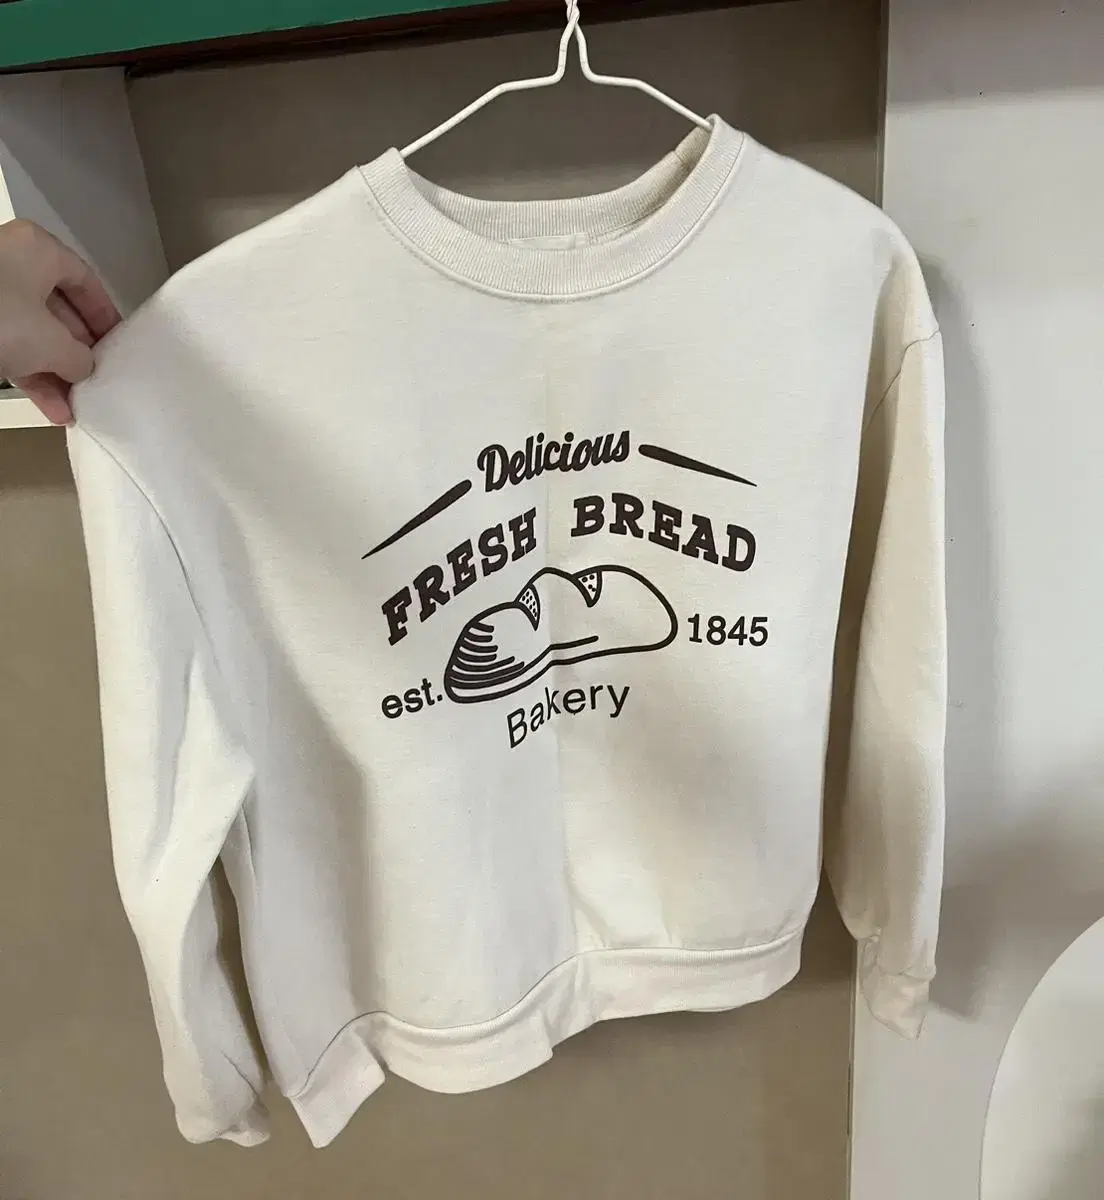 Delicious
FRESH BREAD
est. 1845
Bakery